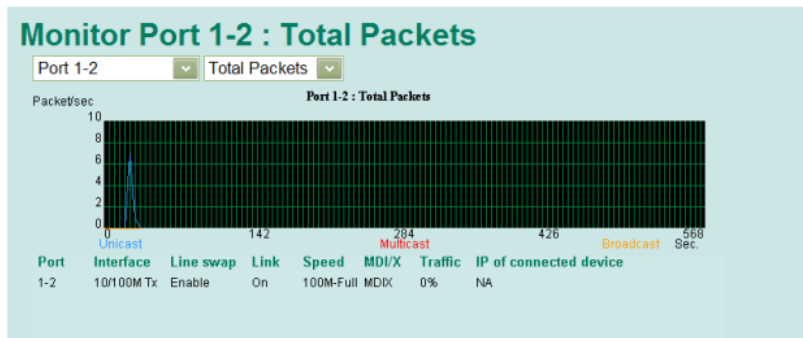 Monitor Port 1-2 : Total Packets
Port 1-2 Total Packets
Packet/sec Port 1-2 : Total Packets
10
8
6
4
2
0
0 142 284 426 568
Unicast Multicast Broadcast Sec.
Port Interface Line swap Link Speed MDI/X Traffic IP of connected device
1-2 10/100M Tx Enable On 100M-Full MDIX 0% NA